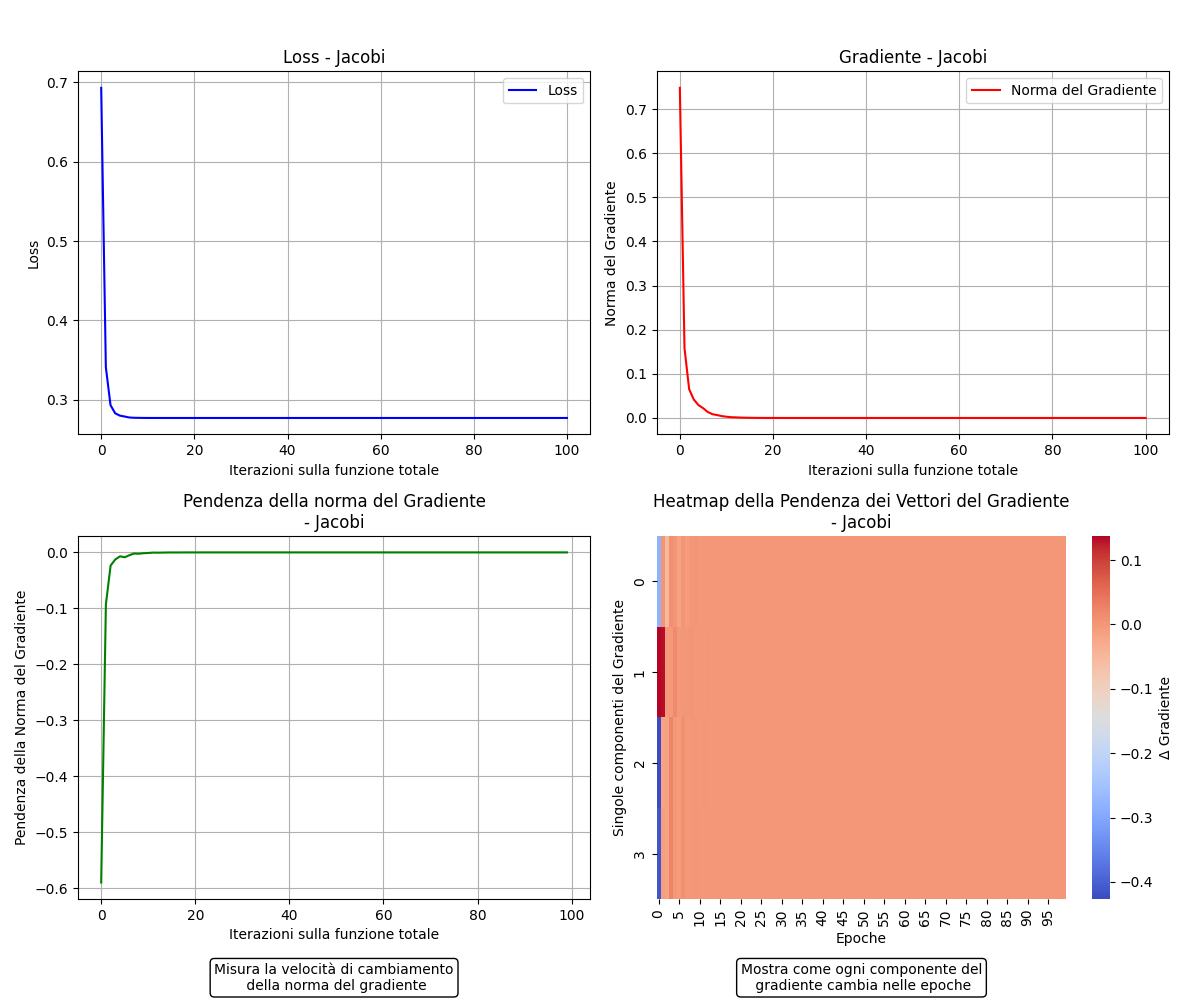 Loss - Jacobi
0.7
0.6
0.5
0.4
0.3
Loss
Loss
0 20 40 60 80 100
Iterazioni sulla funzione totale
Gradiente - Jacobi
0.7
0.6
0.5
0.4
0.3
0.2
0.1
0.0
Norma del Gradiente
Norma del Gradiente
0 20 40 60 80 100
Iterazioni sulla funzione totale
Pendenza della norma del Gradiente
- Jacobi
0.0
−0.1
−0.2
−0.3
−0.4
−0.5
−0.6
Pendenza della Norma del Gradiente
0 20 40 60 80 100
Iterazioni sulla funzione totale
Misura la velocità di cambiamento
della norma del gradiente
Heatmap della Pendenza dei Vettori del Gradiente
- Jacobi
0
1
2
3
Singole componenti del Gradiente
0 5 10 15 20 25 30 35 40 45 50 55 60 65 70 75 80 85 90 95
Epoche
0.1
0.0
−0.1
−0.2
−0.3
−0.4
Δ Gradiente
Mostra come ogni componente del
gradiente cambia nelle epoche